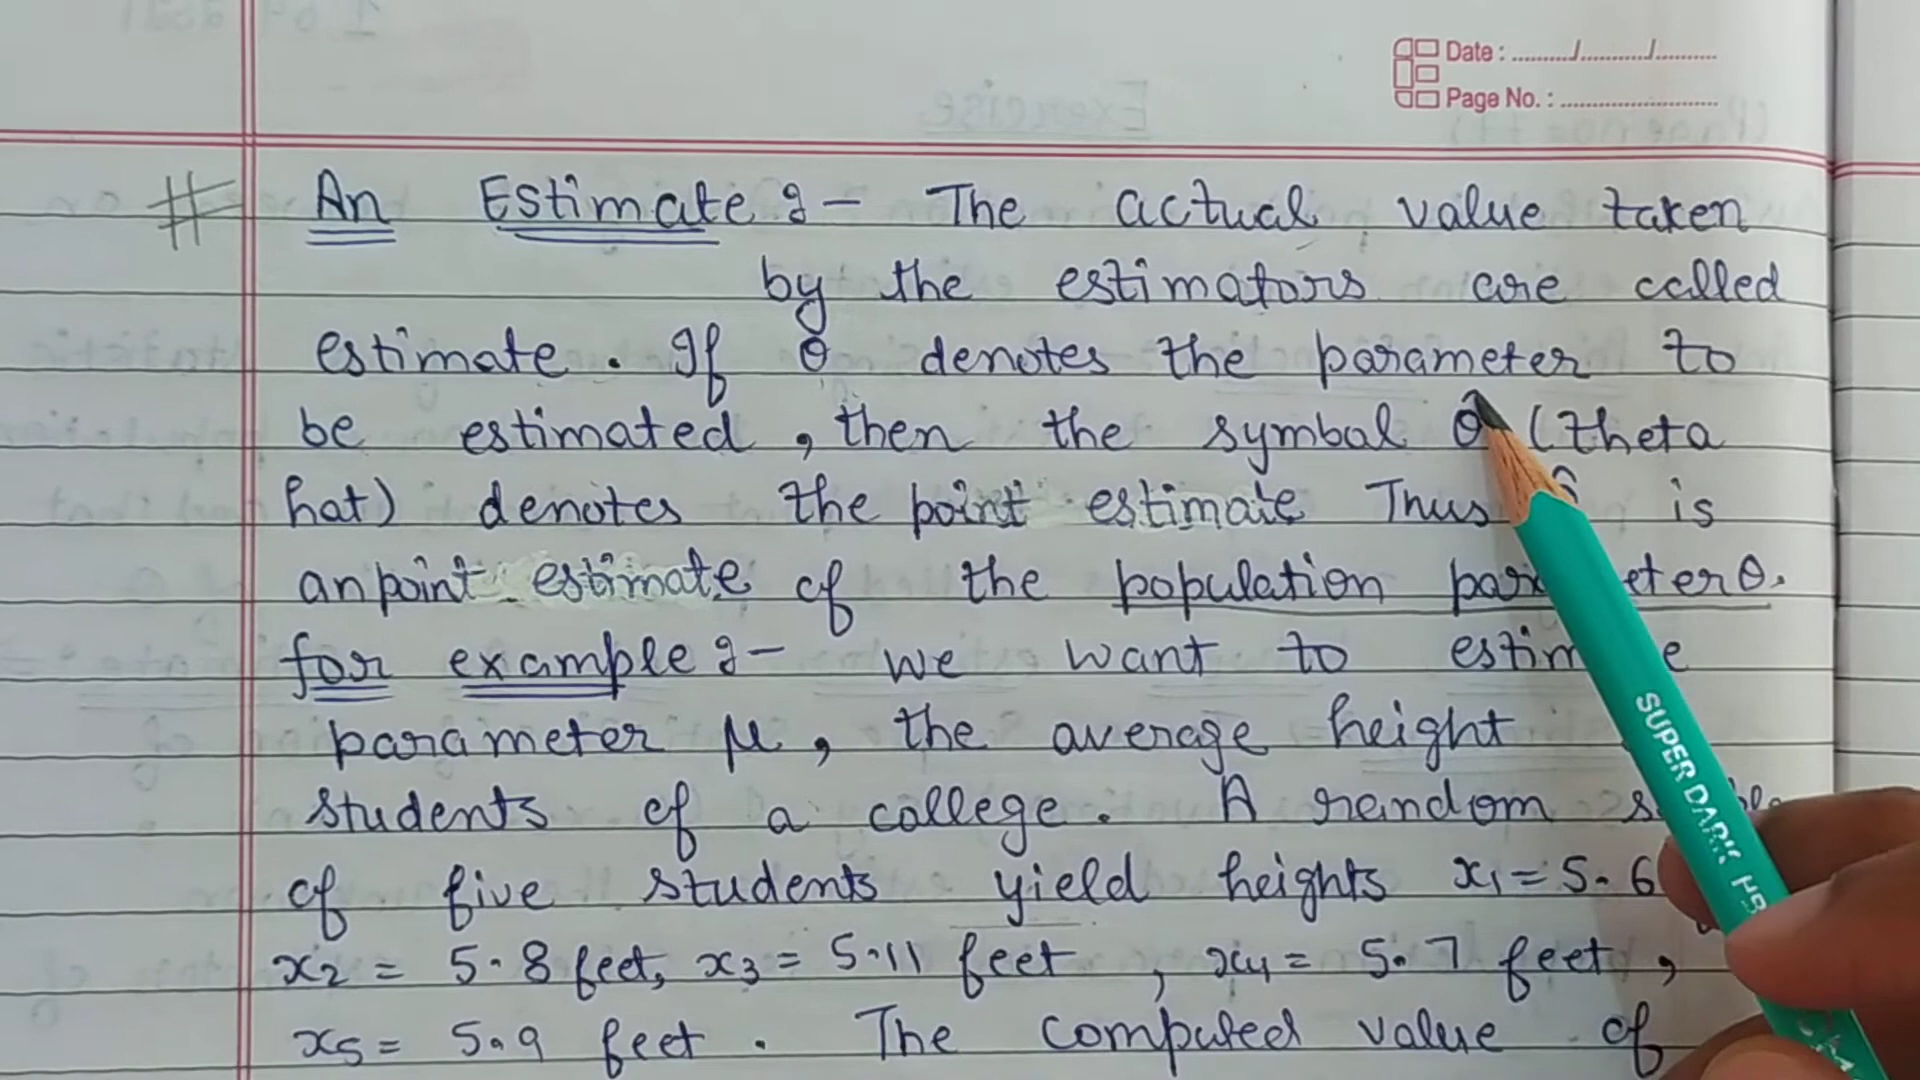 Date : ........./........../.........
Page No. : ........................
# An Estimate :- The actual value taken
by the estimators are called
estimate. If θ denotes the parameter to
be estimated, then the symbol θ̂ (theta
hat) denotes the point estimate Thus is
an point estimate of the population θ.
for example :- we want to
parameter μ, the average height
students of a college. A random
of five students yield heights x1 = 5.6
x2 = 5.8 feet, x3 = 5.11 feet, x4 = 5.7 feet,
x5 = 5.9 feet. The computed value of
SUPER DARK HB